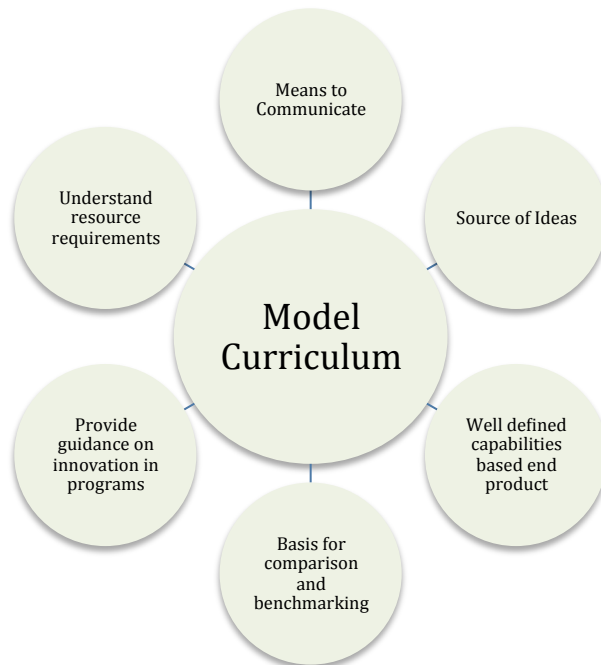 Means to
Communicate
Source of Ideas
Well defined
capabilities
based end
product
Basis for
comparison
and
benchmarking
Provide
guidance on
innovation in
programs
Understand
resource
requirements
Model
Curriculum